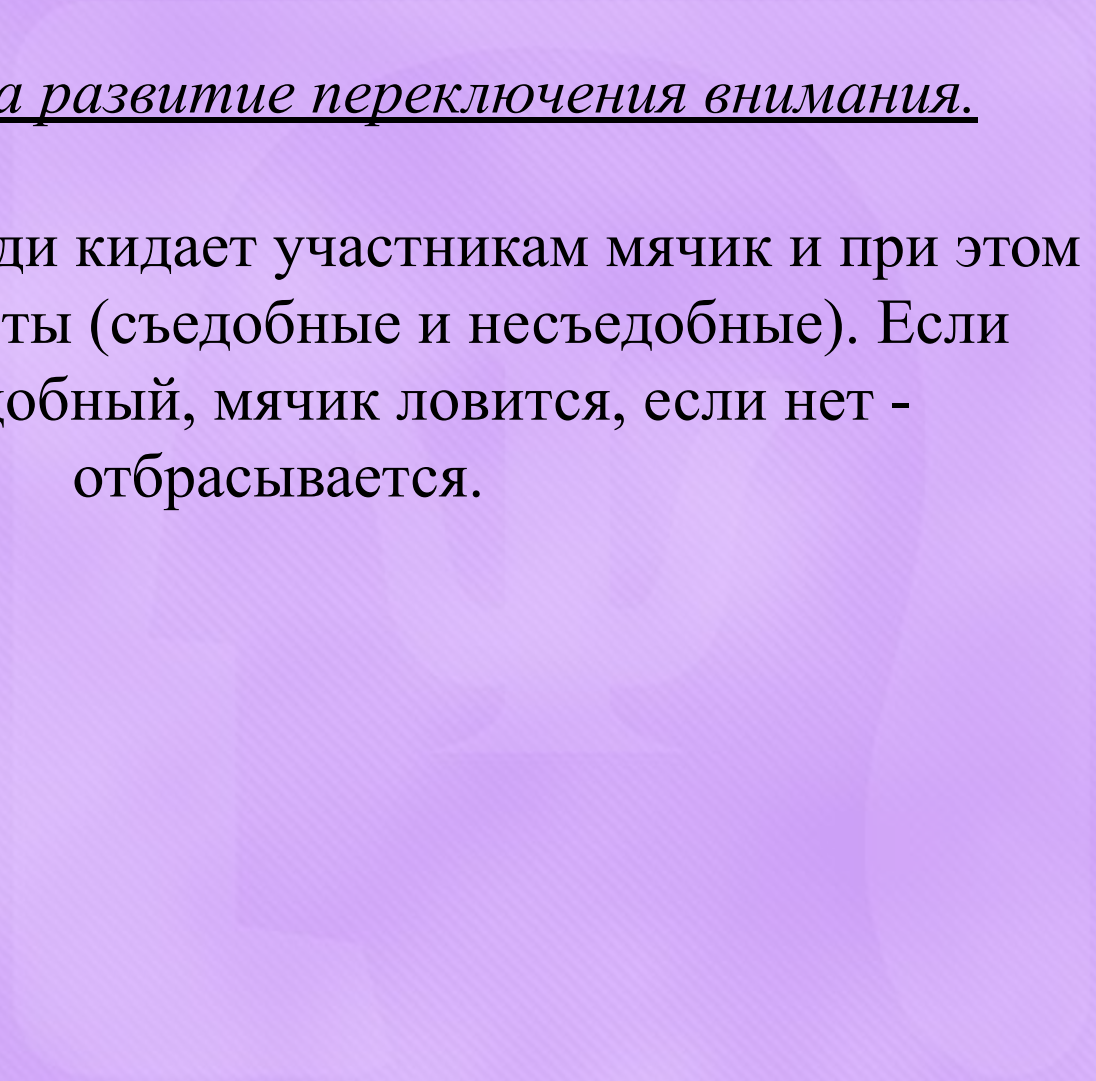 а развитие переключения внимания.
ди кидает участникам мячик и при этом
ты (съедобные и несъедобные). Если
добный, мячик ловится, если нет -
отбрасывается.